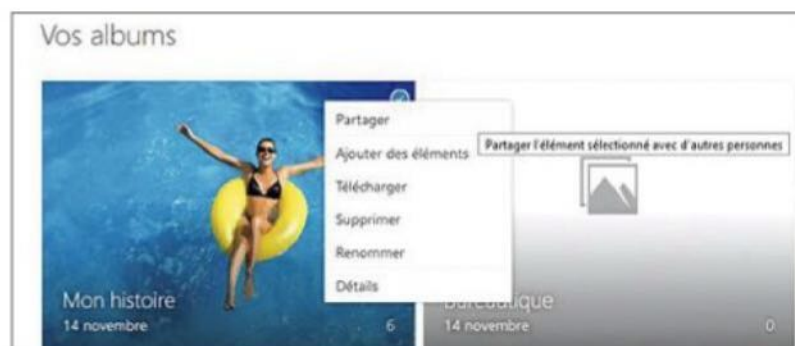 Vos albums
Partager
Ajouter des éléments
Partager l'élément sélectionné avec d'autres personnes
Télécharger
Supprimer
Renommer
Détails
Mon histoire
14 novembre
6
Bureautique
14 novembre
0